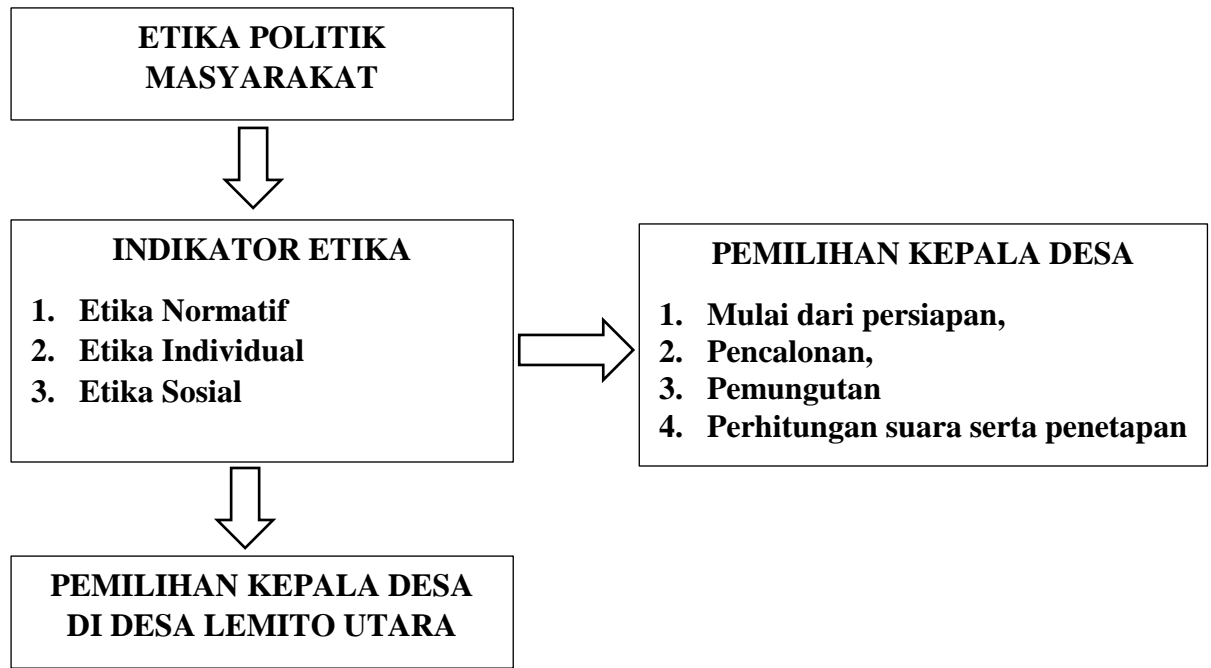 ETIKA POLITIK
MASYARAKAT
INDIKATOR ETIKA
1. Etika Normatif
2. Etika Individual
3. Etika Sosial
PEMILIHAN KEPALA DESA
1. Mulai dari persiapan,
2. Pencalonan,
3. Pemungutan
4. Perhitungan suara serta penetapan
PEMILIHAN KEPALA DESA
DI DESA LEMITO UTARA